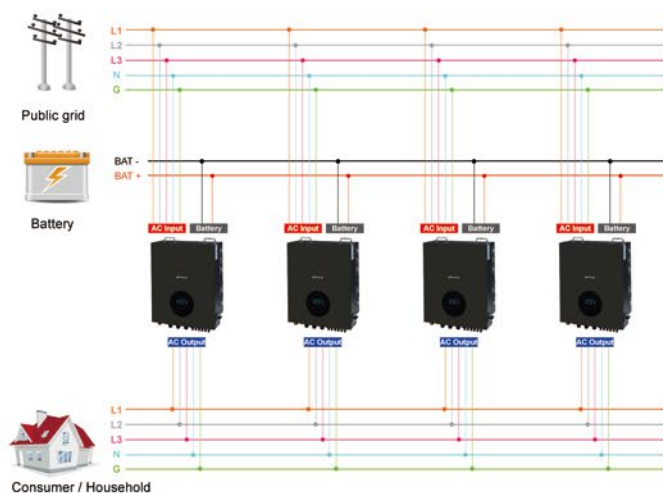 L1
L2
L3
N
G
Public grid
BAT -
BAT +
Battery
AC Input Battery AC Input Battery AC Input Battery AC Input Battery
AC Output AC Output AC Output AC Output
L1
L2
L3
N
G
Consumer / Household